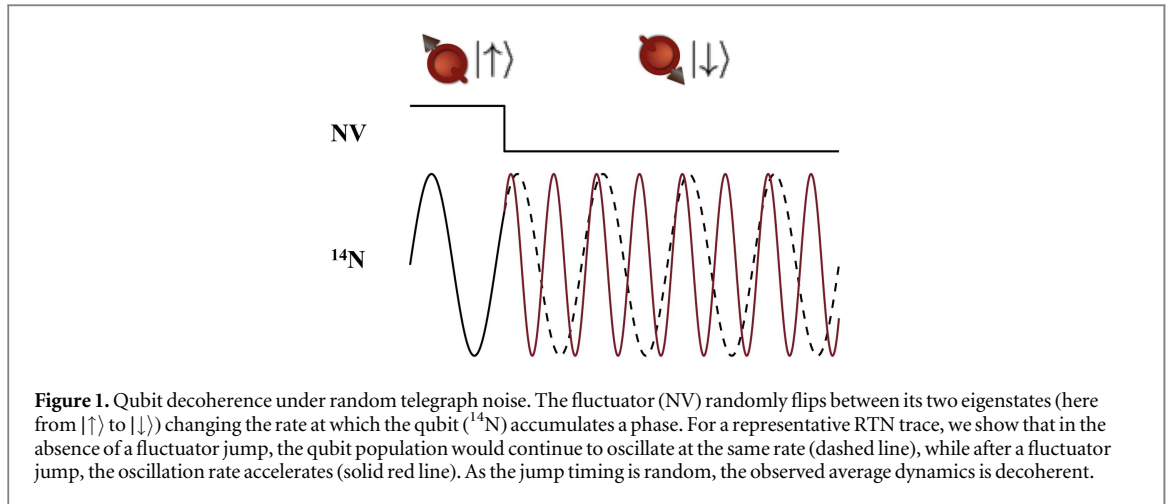 |↑⟩ |↓⟩
NV
¹⁴N
Figure 1. Qubit decoherence under random telegraph noise. The fluctuator (NV) randomly flips between its two eigenstates (here
from |↑⟩ to |↓⟩) changing the rate at which the qubit (¹⁴N) accumulates a phase. For a representative RTN trace, we show that in the
absence of a fluctuator jump, the qubit population would continue to oscillate at the same rate (dashed line), while after a fluctuator
jump, the oscillation rate accelerates (solid red line). As the jump timing is random, the observed average dynamics is decoherent.